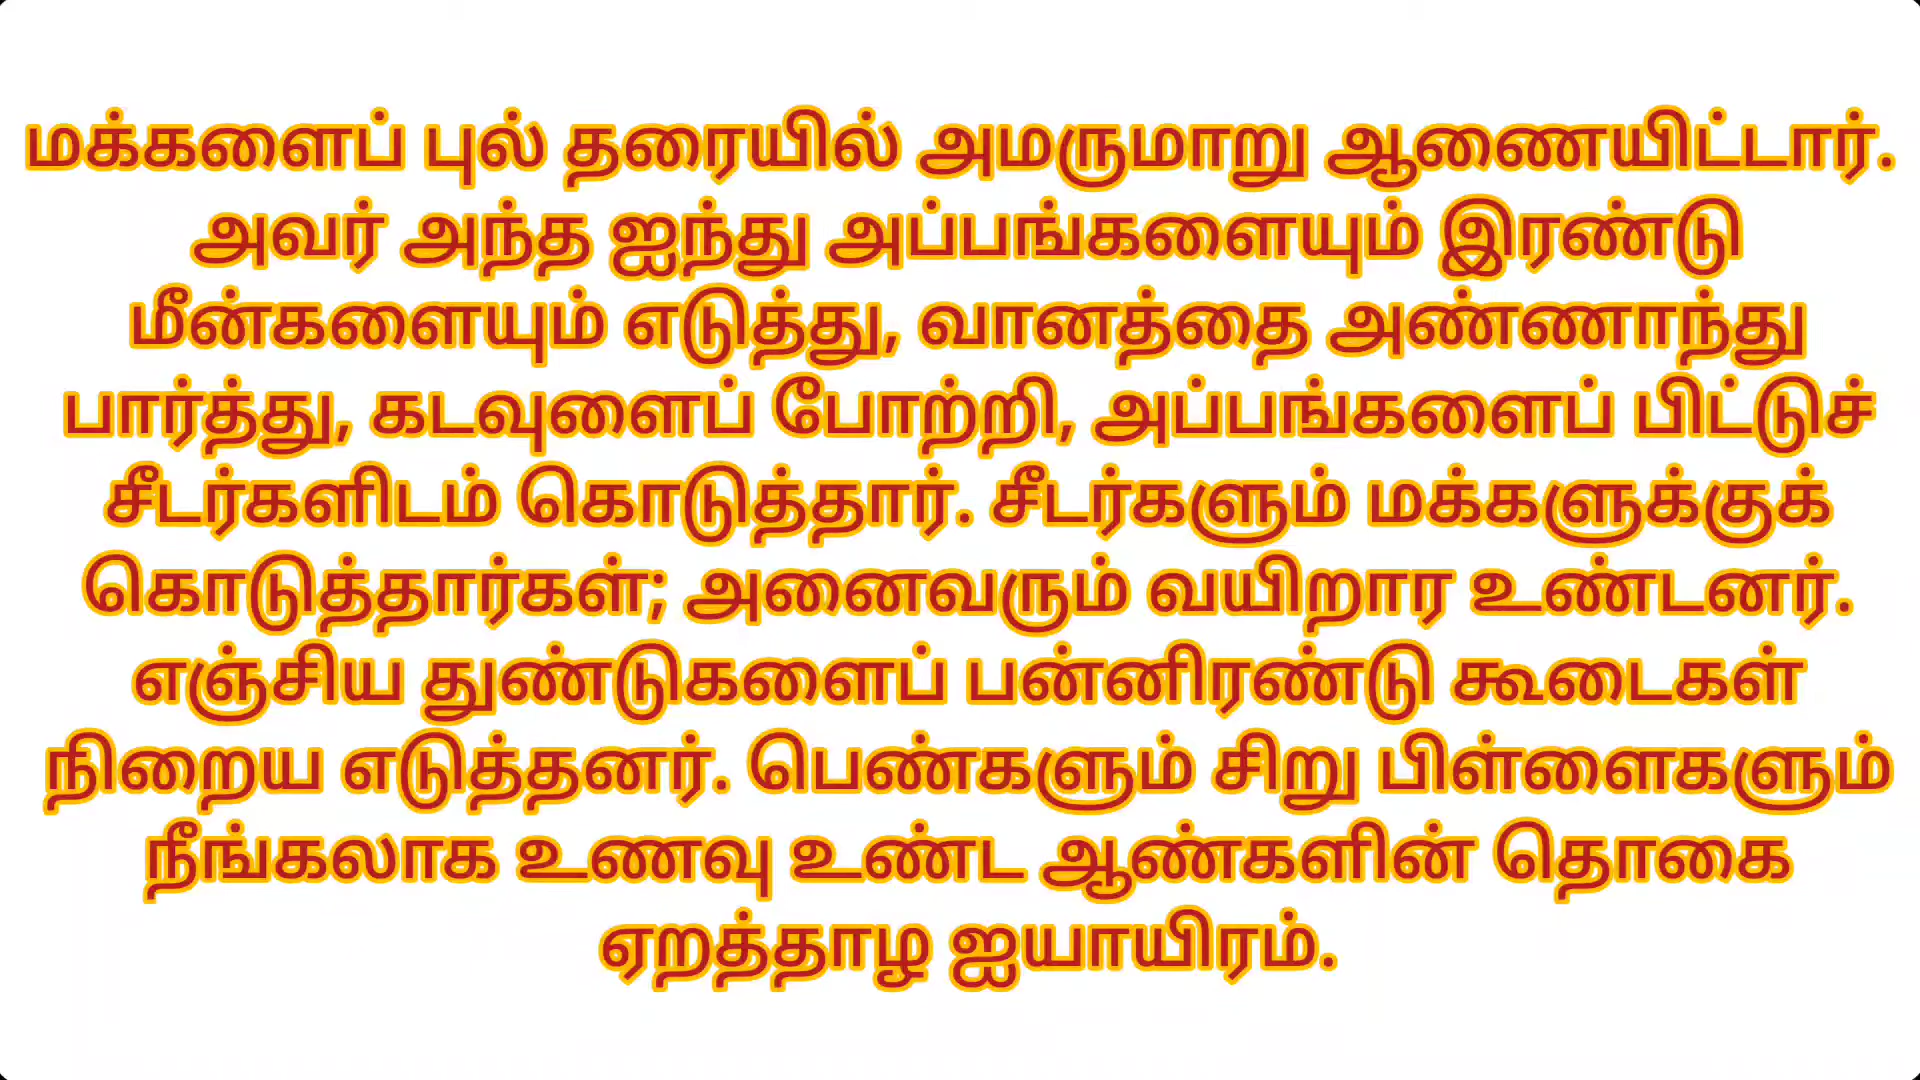 மக்களைப் புல் தரையில் அமருமாறு ஆணையிட்டார்.
அவர் அந்த ஐந்து அப்பங்களையும் இரண்டு
மீன்களையும் எடுத்து, வானத்தை அண்ணாந்து
பார்த்து, கடவுளைப் போற்றி, அப்பங்களைப் பிட்டுச்
சீடர்களிடம் கொடுத்தார். சீடர்களும் மக்களுக்குக்
கொடுத்தார்கள்; அனைவரும் வயிறார உண்டனர்.
எஞ்சிய துண்டுகளைப் பன்னிரண்டு கூடைகள்
நிறைய எடுத்தனர். பெண்களும் சிறு பிள்ளைகளும்
நீங்கலாக உணவு உண்ட ஆண்களின் தொகை
ஏறத்தாழ ஐயாயிரம்.